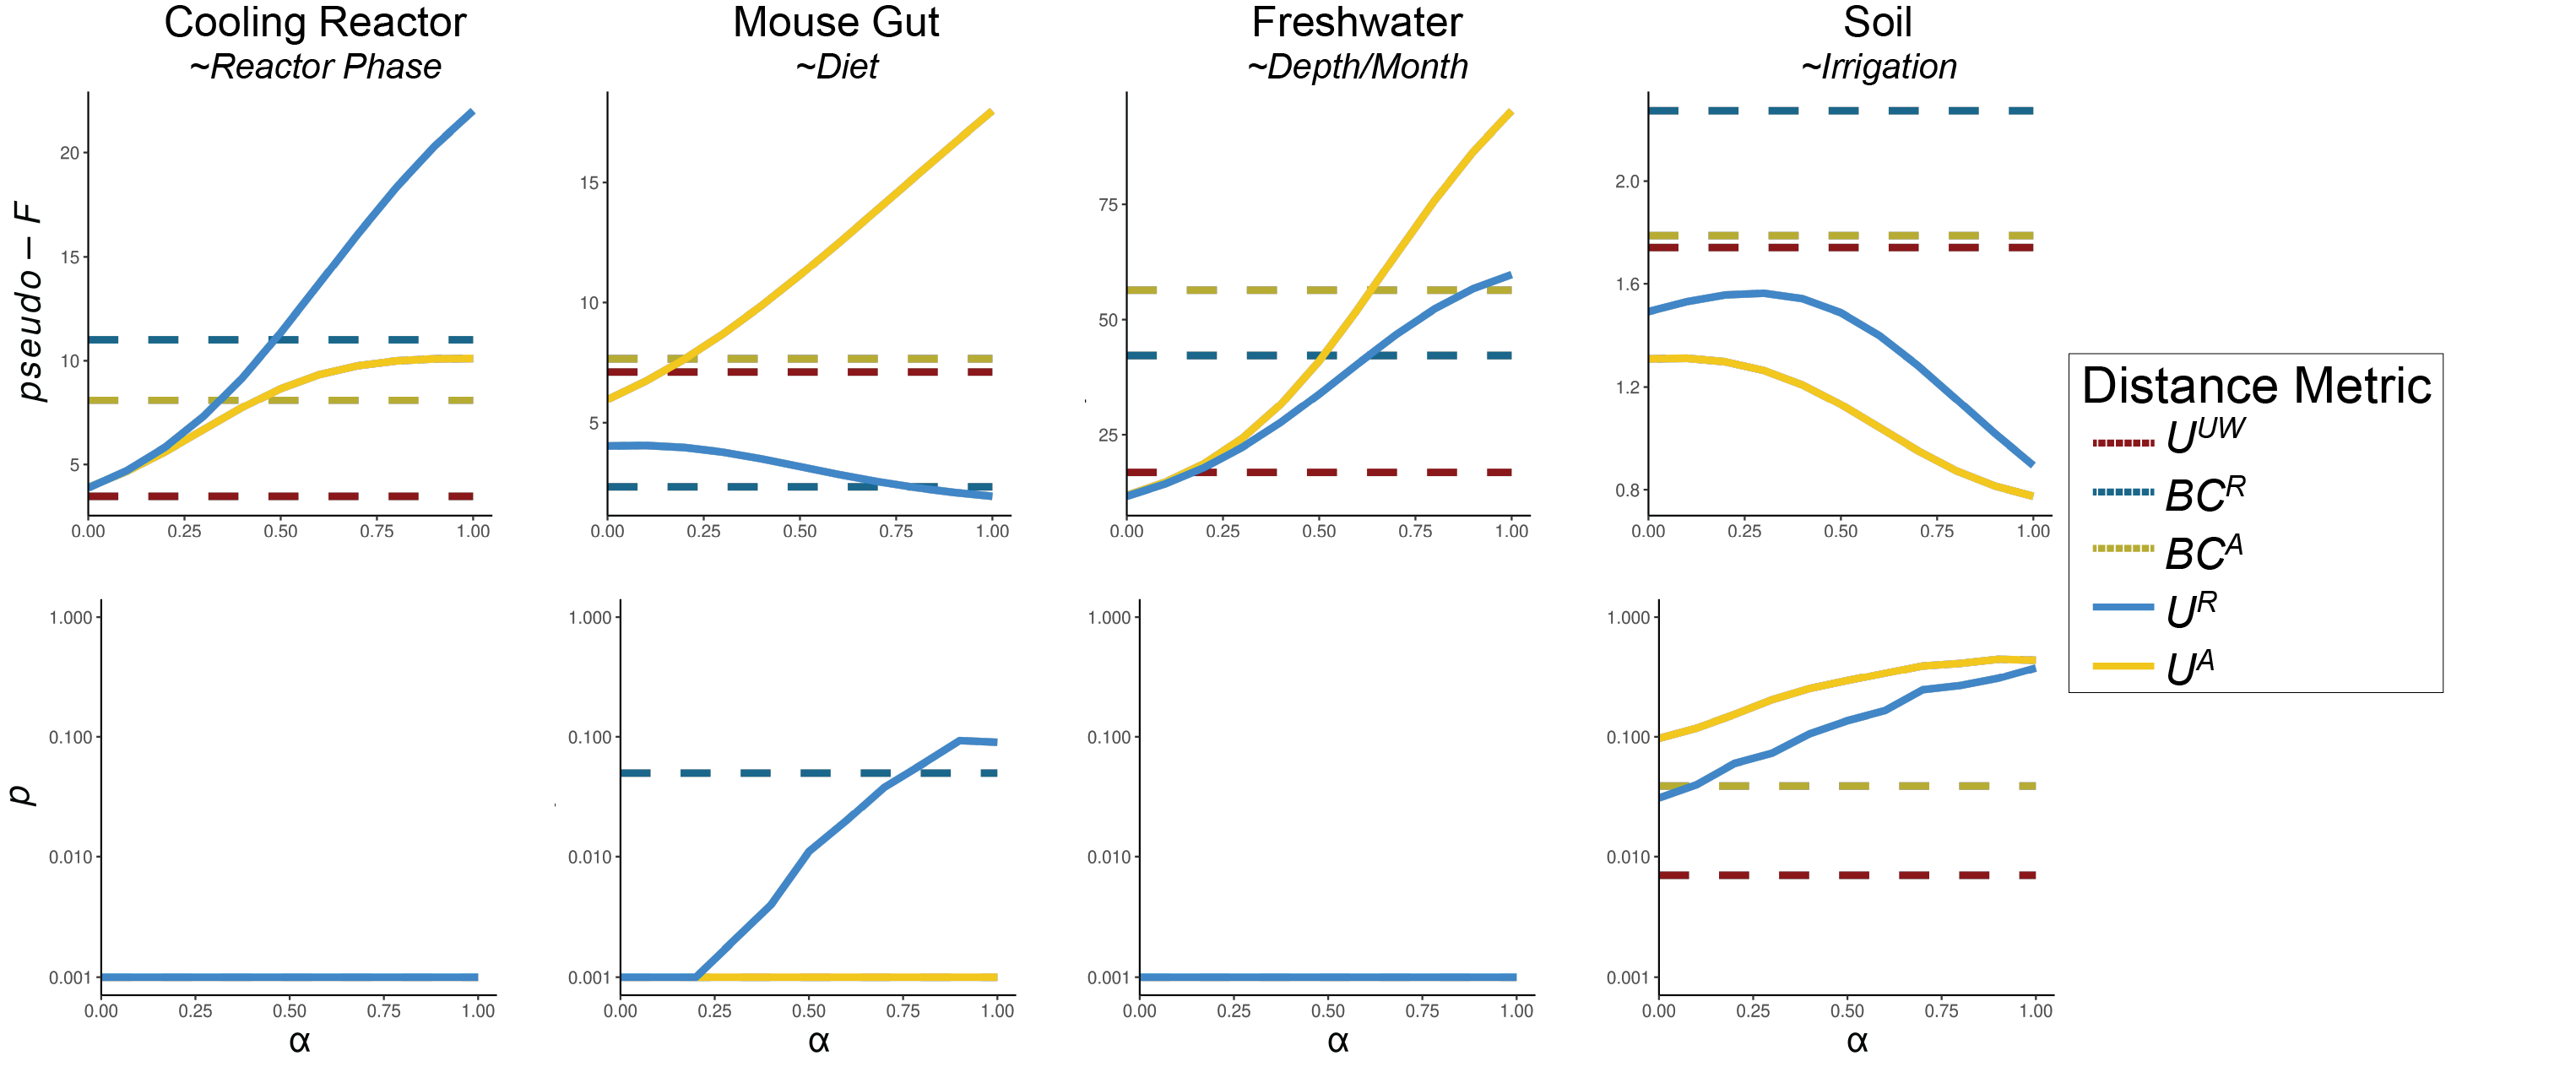 Cooling Reactor
~Reactor Phase
Mouse Gut
~Diet
Freshwater
~Depth/Month
Soil
~Irrigation
pseudo − F
20
15
10
5
0.00 0.25 0.50 0.75 1.00
15
10
5
0.00 0.25 0.50 0.75 1.00
75
50
25
0.00 0.25 0.50 0.75 1.00
2.0
1.6
1.2
0.8
0.00 0.25 0.50 0.75 1.00
Distance Metric
U^UW
BC^R
BC^A
U^R
U^A
p
1.000
0.100
0.010
0.001
0.00 0.25 0.50 0.75 1.00
α
1.000
0.100
0.010
0.001
0.00 0.25 0.50 0.75 1.00
α
1.000
0.100
0.010
0.001
0.00 0.25 0.50 0.75 1.00
α
1.000
0.100
0.010
0.001
0.00 0.25 0.50 0.75 1.00
α